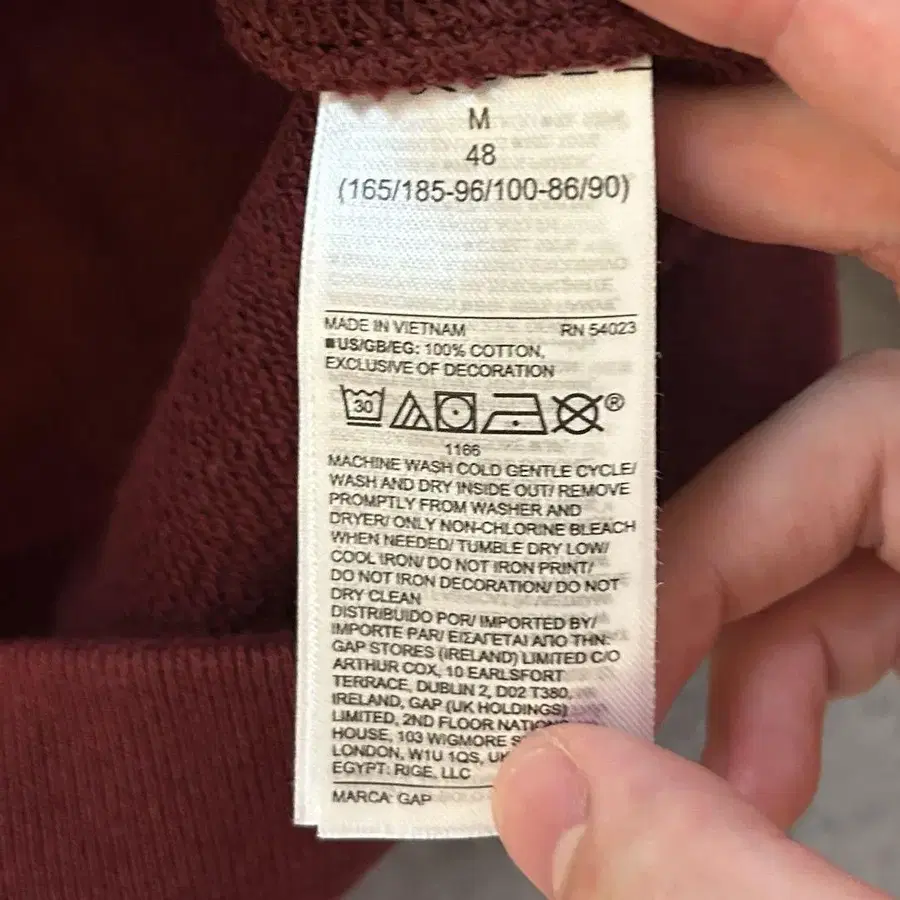 M
48
(165/185-96/100-86/90)
MADE IN VIETNAM RN 54023
■US/GB/EG: 100% COTTON,
EXCLUSIVE OF DECORATION
30 ®
1166
MACHINE WASH COLD GENTLE CYCLE/
WASH AND DRY INSIDE OUT/ REMOVE
PROMPTLY FROM WASHER AND
DRYER/ ONLY NON-CHLORINE BLEACH
WHEN NEEDED/ TUMBLE DRY LOW/
COOL IRON/ DO NOT IRON PRINT/
DO NOT IRON DECORATION/ DO NOT
DRY CLEAN
DISTRIBUIDO POR/ IMPORTED BY/
IMPORTE PAR/ ΕΙΣΑΓΕΤΑΙ ΑΠΟ ΤΗΝ:
GAP STORES (IRELAND) LIMITED C/O
ARTHUR COX, 10 EARLSFORT
TERRACE, DUBLIN 2, D02 T380,
IRELAND, GAP (UK HOLDINGS)
LIMITED, 2ND FLOOR
HOUSE, 103 WIGMORE
LONDON, W1U 1QS,
EGYPT: RIGE, LLC
MARCA: GAP